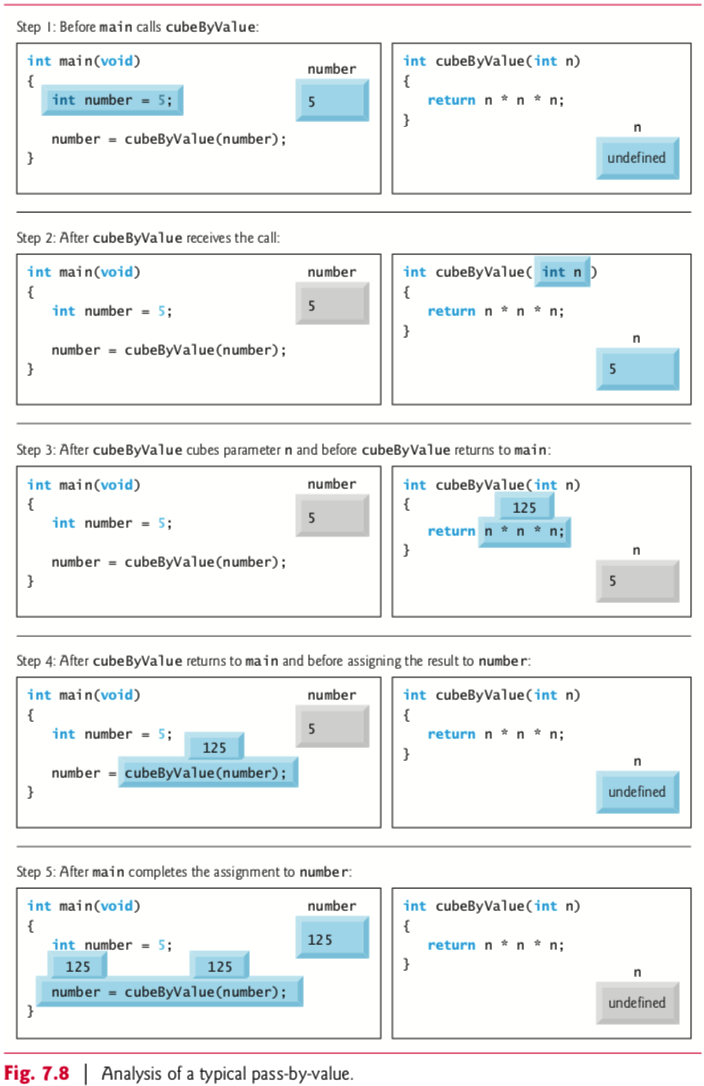 Step 1: Before main calls cubeByValue:
int main(void)
{
int number = 5;
number = cubeByValue(number);
}
number
5
int cubeByValue(int n)
{
return n * n * n;
}
n
undefined
Step 2: After cubeByValue receives the call:
int main(void)
{
int number = 5;
number = cubeByValue(number);
}
number
5
int cubeByValue( int n )
{
return n * n * n;
}
n
5
Step 3: After cubeByValue cubes parameter n and before cubeByValue returns to main:
int main(void)
{
int number = 5;
number = cubeByValue(number);
}
number
5
int cubeByValue(int n)
{
125
return n * n * n;
}
n
5
Step 4: After cubeByValue returns to main and before assigning the result to number:
int main(void)
{
int number = 5;
125
number = cubeByValue(number);
}
number
5
int cubeByValue(int n)
{
return n * n * n;
}
n
undefined
Step 5: After main completes the assignment to number:
int main(void)
{
int number = 5;
125 125
number = cubeByValue(number);
}
number
125
int cubeByValue(int n)
{
return n * n * n;
}
n
undefined
Fig. 7.8 | Analysis of a typical pass-by-value.